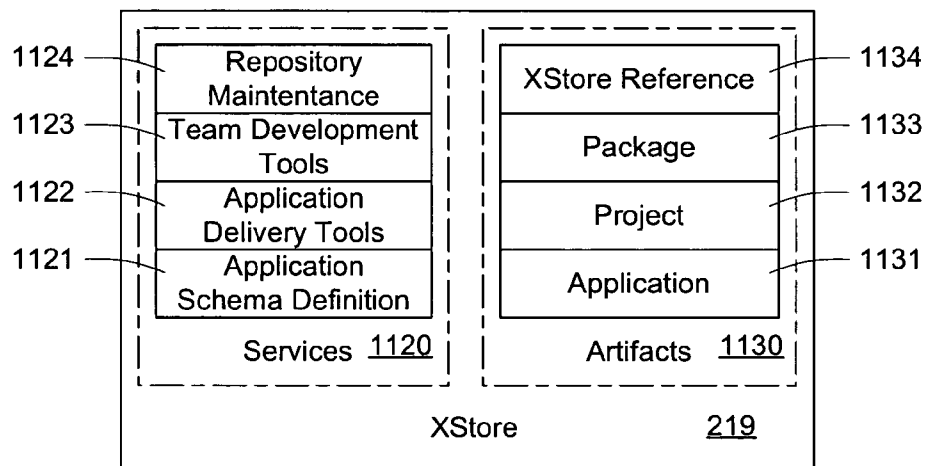 1124
Repository
Maintentance
1123
Team Development
Tools
1122
Application
Delivery Tools
1121
Application
Schema Definition
Services 1120
XStore Reference
1134
Package
1133
Project
1132
Application
1131
Artifacts 1130
XStore 219